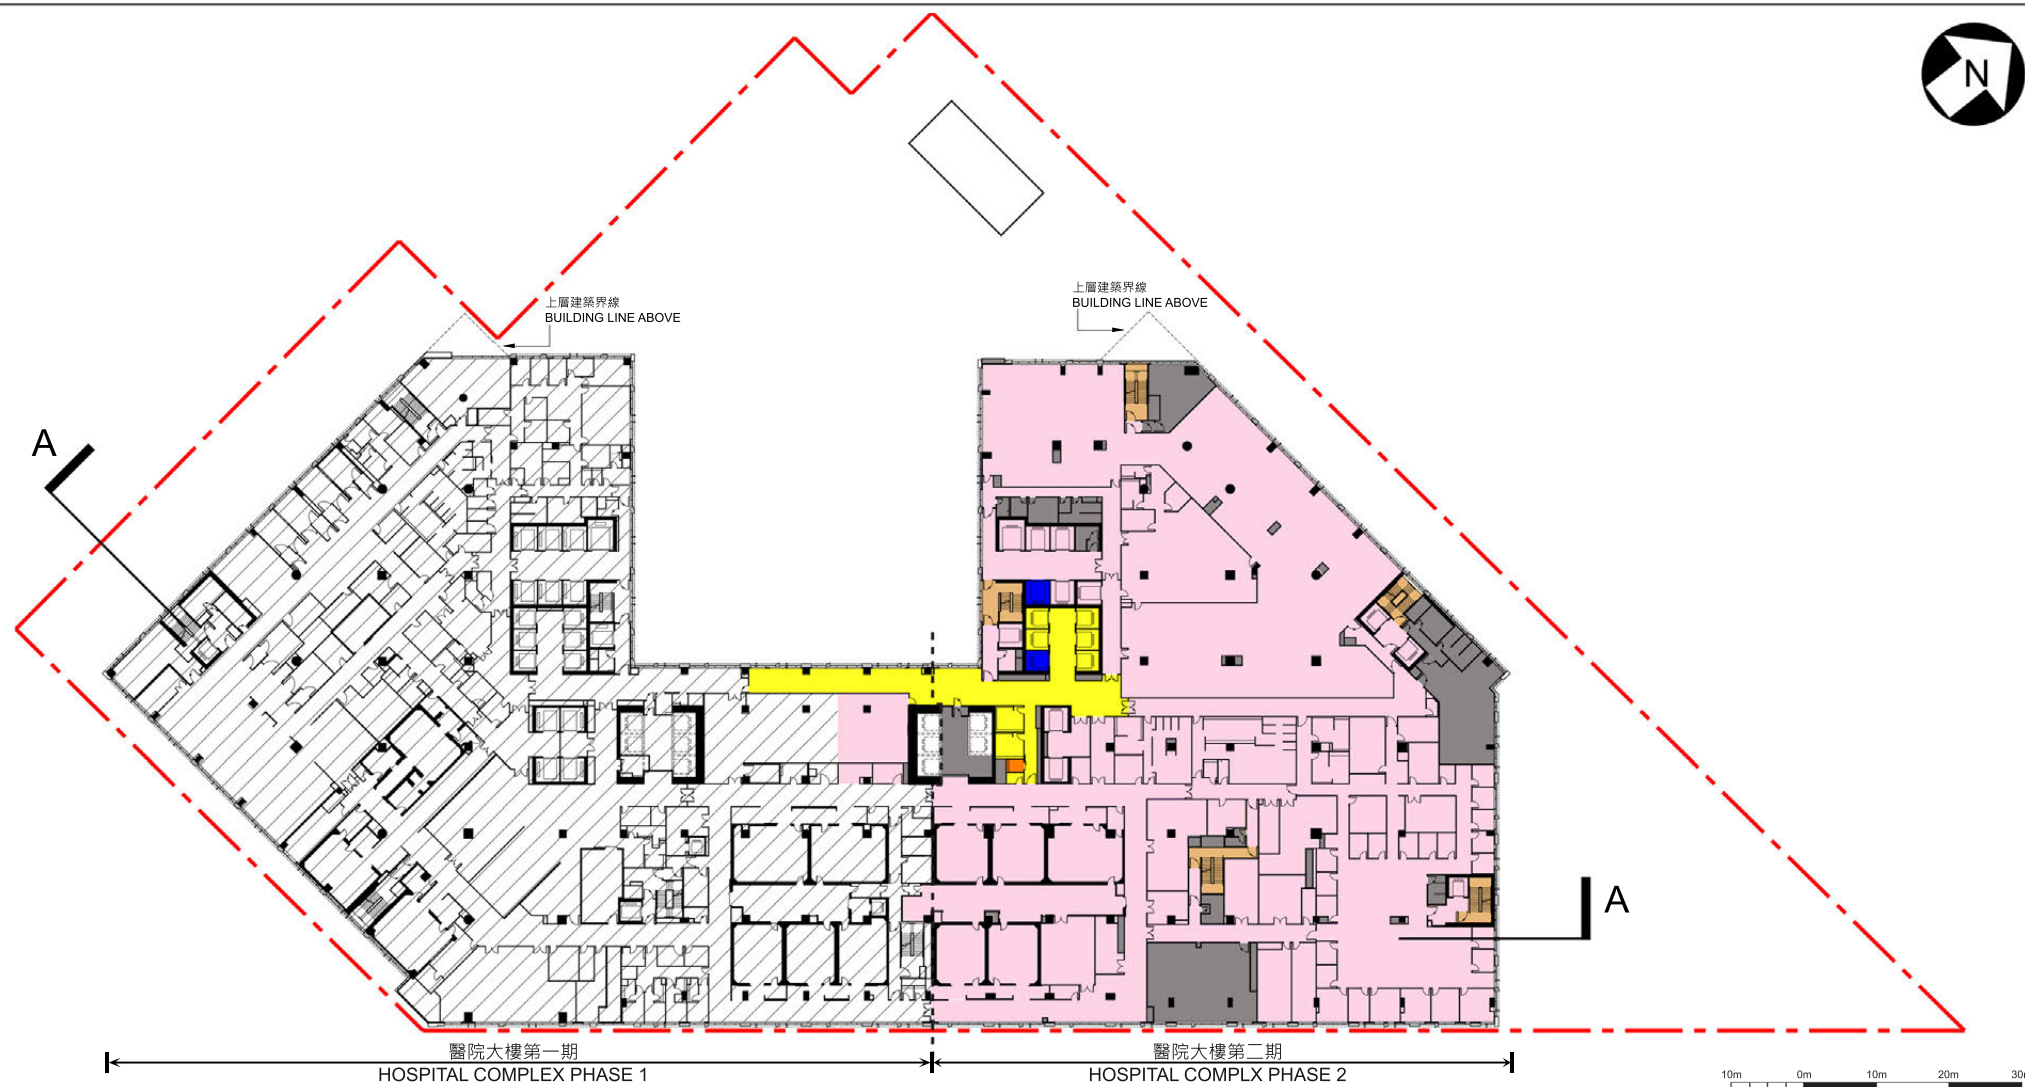 N
上層建築界線
BUILDING LINE ABOVE
上層建築界線
BUILDING LINE ABOVE
A
A
醫院大樓第一期
HOSPITAL COMPLEX PHASE 1
醫院大樓第二期
HOSPITAL COMPLX PHASE 2
10m 0m 10m 20m 30m